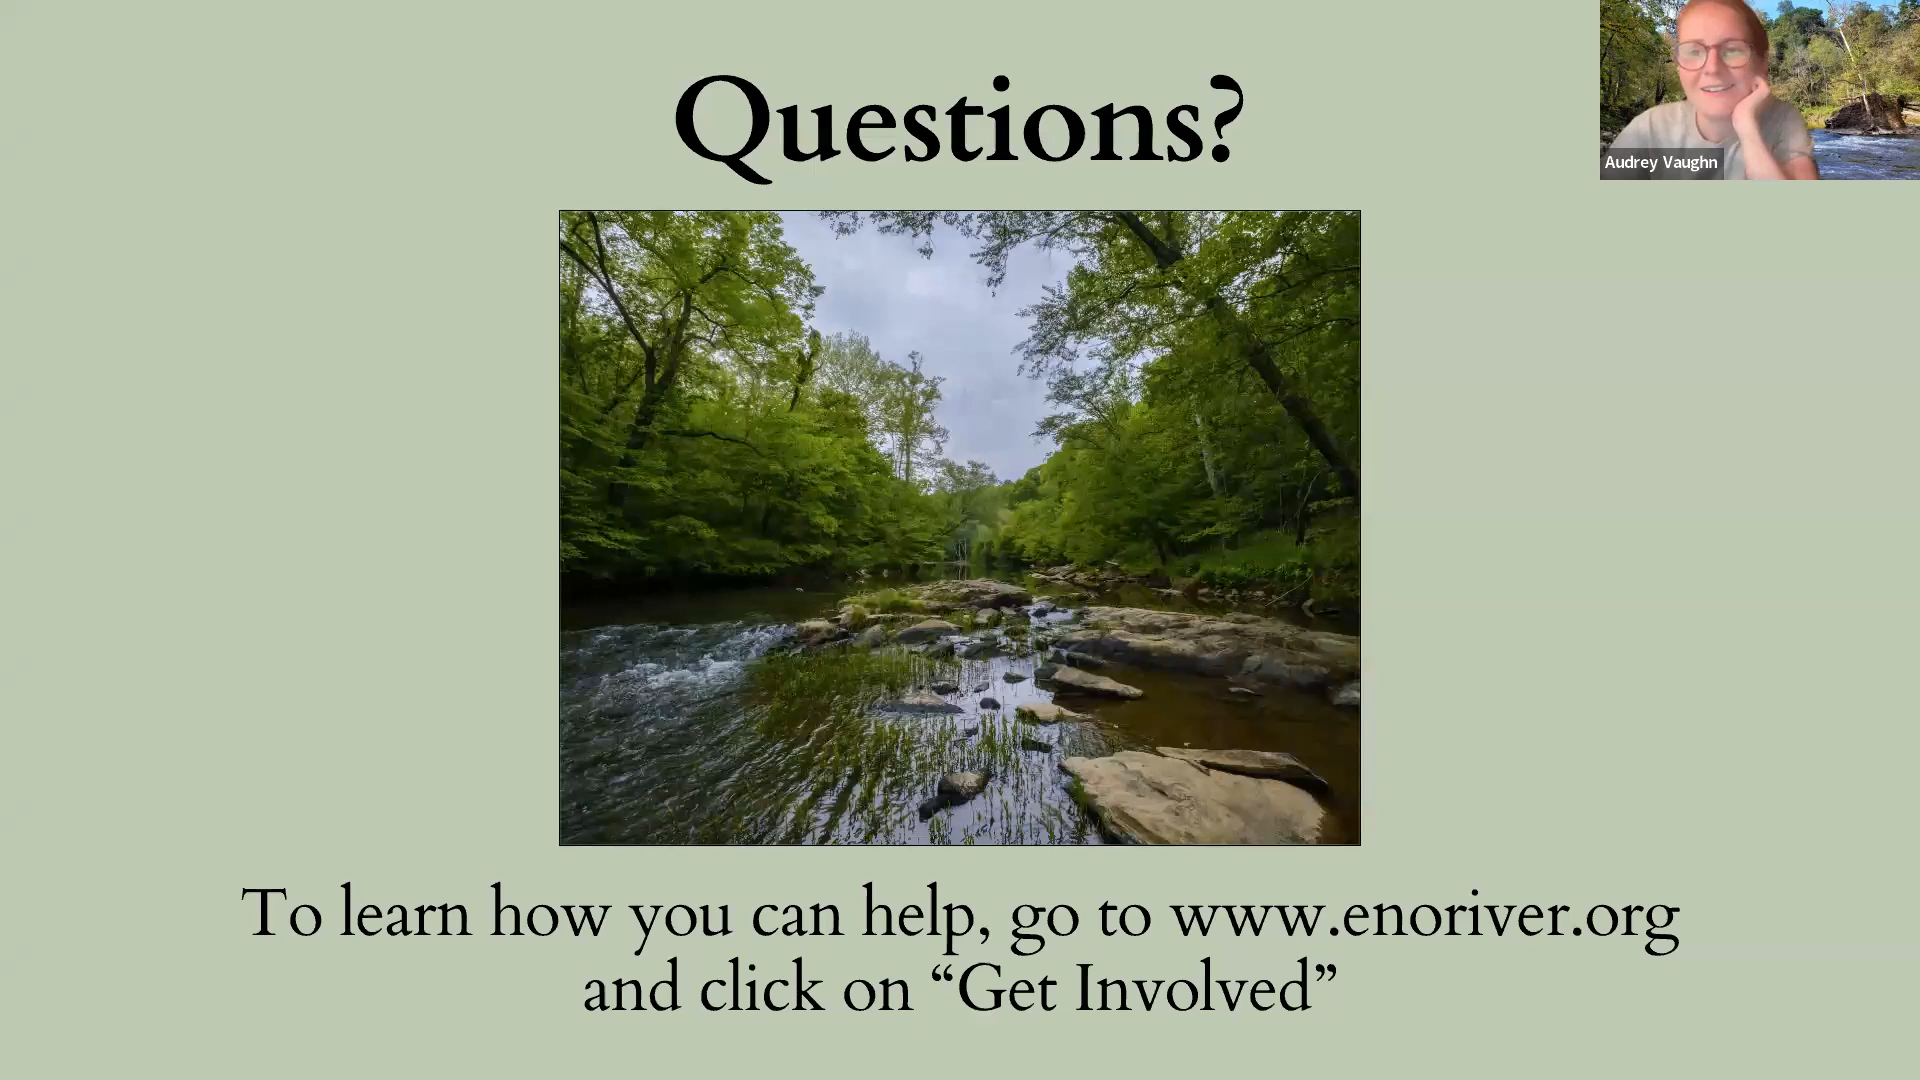 Questions?
Audrey Vaughn
To learn how you can help, go to www.enoriver.org
and click on “Get Involved”